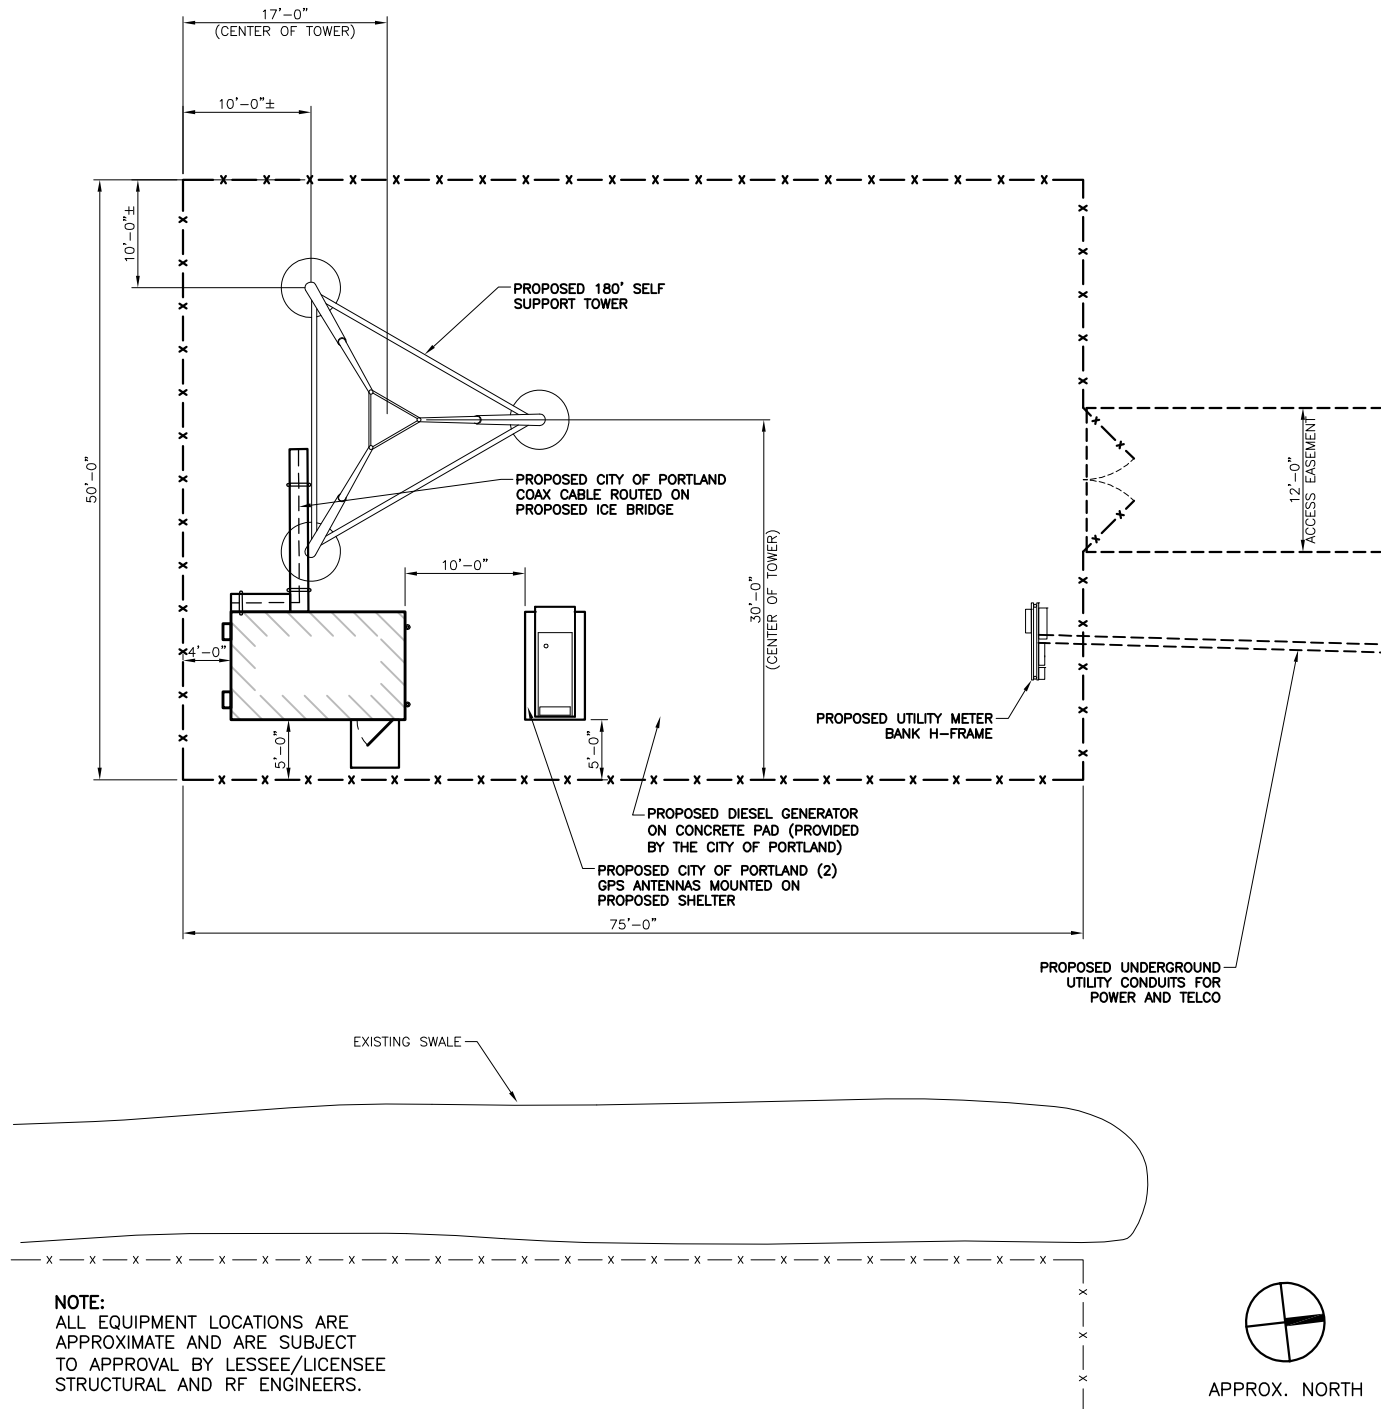 17'-0"
(CENTER OF TOWER)
10'-0"±
10'-0"±
PROPOSED 180' SELF
SUPPORT TOWER
50'-0"
PROPOSED CITY OF PORTLAND
COAX CABLE ROUTED ON
PROPOSED ICE BRIDGE
12'-0"
ACCESS EASEMENT
10'-0"
30'-0"
(CENTER OF TOWER)
4'-0"
5'-0"
5'-0"
PROPOSED UTILITY METER
BANK H-FRAME
PROPOSED DIESEL GENERATOR
ON CONCRETE PAD (PROVIDED
BY THE CITY OF PORTLAND)
PROPOSED CITY OF PORTLAND (2)
GPS ANTENNAS MOUNTED ON
PROPOSED SHELTER
75'-0"
PROPOSED UNDERGROUND
UTILITY CONDUITS FOR
POWER AND TELCO
EXISTING SWALE
NOTE:
ALL EQUIPMENT LOCATIONS ARE
APPROXIMATE AND ARE SUBJECT
TO APPROVAL BY LESSEE/LICENSEE
STRUCTURAL AND RF ENGINEERS.
APPROX. NORTH